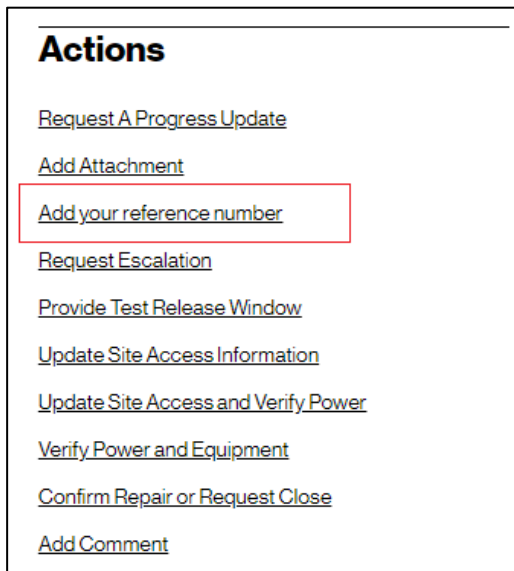 Actions
Request A Progress Update
Add Attachment
Add your reference number
Request Escalation
Provide Test Release Window
Update Site Access Information
Update Site Access and Verify Power
Verify Power and Equipment
Confirm Repair or Request Close
Add Comment